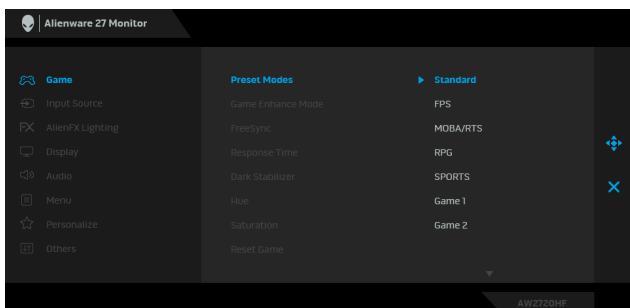 Alienware 27 Monitor
Game Preset Modes Standard
Input Source Game Enhance Mode FPS
FX AlienFX Lighting FreeSync MOBA/RTS
Display Response Time RPG
Audio Dark Stabilizer SPORTS
Menu Hue Game 1
Personalize Saturation Game 2
Others Reset Game
AW2720HF